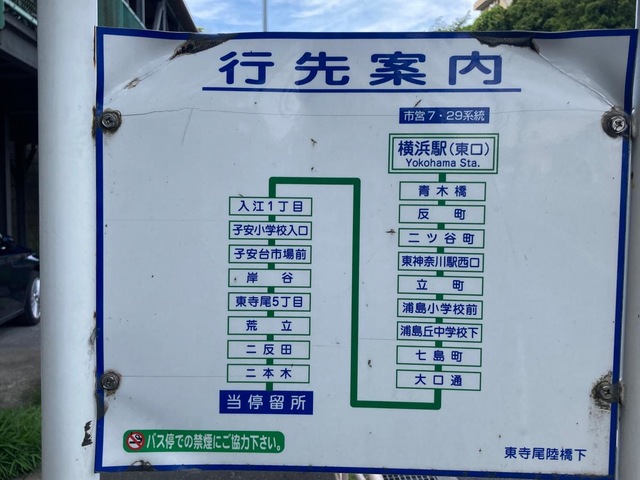 行先案内
市営7・29系統
横浜駅(東口)
Yokohama Sta.
青木橋
反町
二ツ谷町
東神奈川駅西口
立町
浦島小学校前
浦島丘中学校下
七島町
大口通
入江1丁目
子安小学校入口
子安台市場前
岸谷
東寺尾5丁目
荒立
二反田
二本木
当停留所
バス停での禁煙にご協力下さい。
東寺尾陸橋下